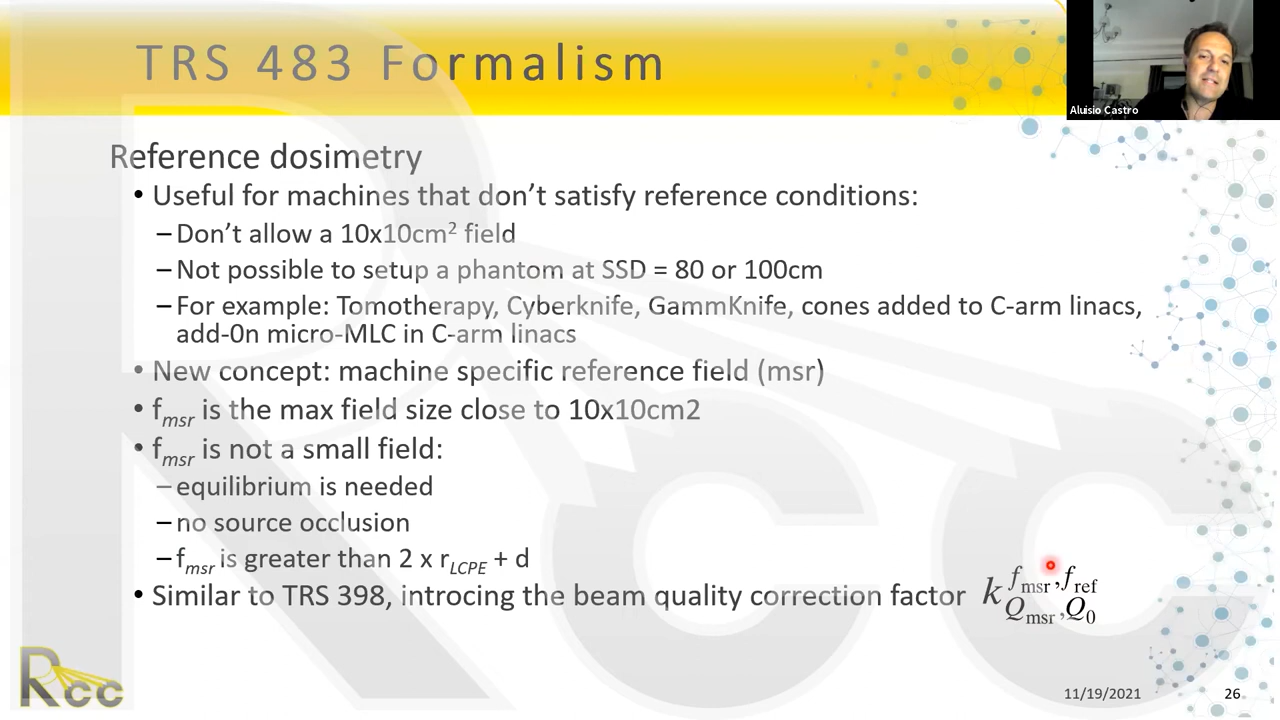 TRS 483 Formalism
Aluisio Castro
Reference dosimetry
• Useful for machines that don't satisfy reference conditions:
– Don't allow a 10x10cm² field
– Not possible to setup a phantom at SSD = 80 or 100cm
– For example: Tomotherapy, Cyberknife, GammKnife, cones added to C-arm linacs,
add-0n micro-MLC in C-arm linacs
• New concept: machine specific reference field (msr)
• fmsr is the max field size close to 10x10cm2
• fmsr is not a small field:
– equilibrium is needed
– no source occlusion
– fmsr is greater than 2 x rLCPE + d
• Similar to TRS 398, introcing the beam quality correction factor k fmsr,fref Qmsr,Q0
Rcc
11/19/2021 26